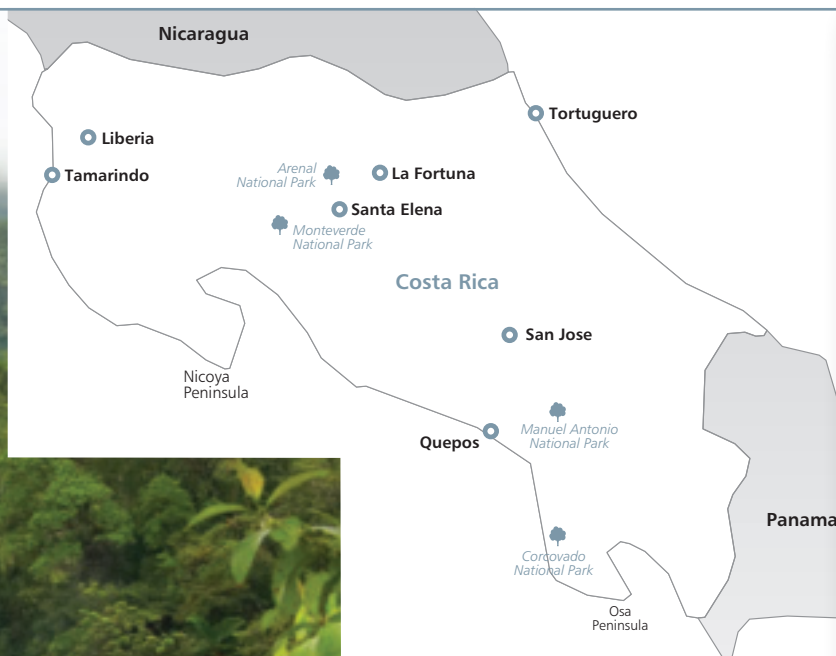 Nicaragua
Tortuguero
Liberia
Tamarindo
Arenal
National Park
La Fortuna
Santa Elena
Monteverde
National Park
Costa Rica
San Jose
Nicoya
Peninsula
Manuel Antonio
National Park
Quepos
Panama
Corcovado
National Park
Osa
Peninsula